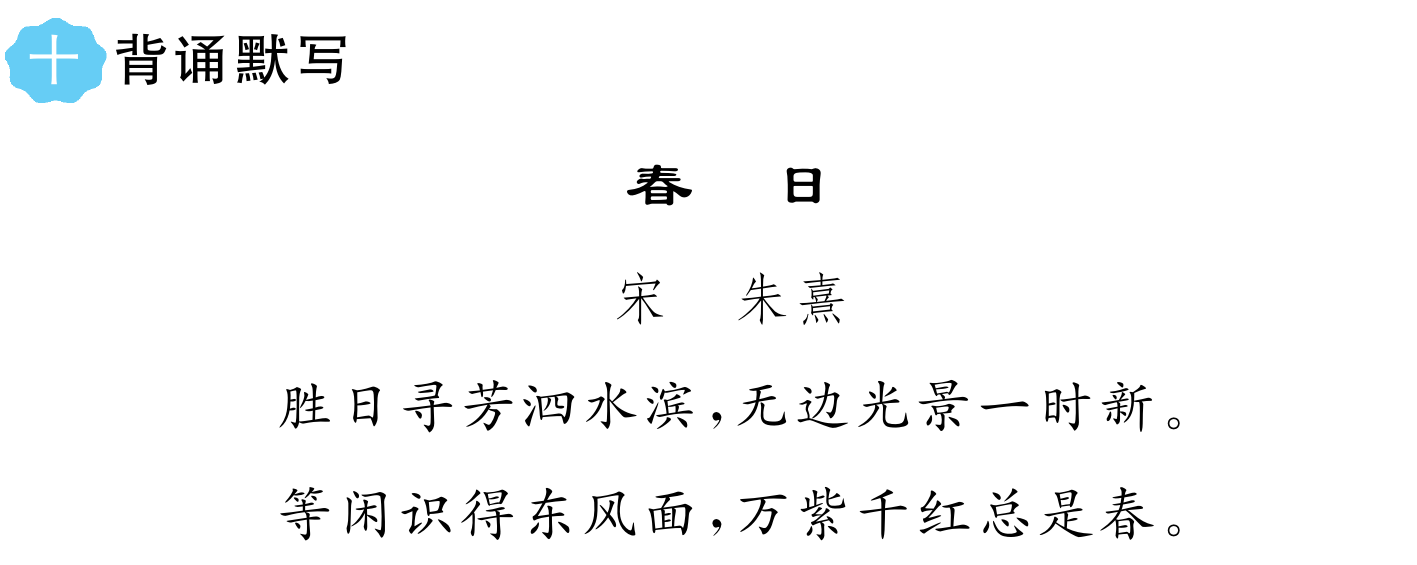 十 背诵默写
春 日
宋 朱熹
胜日寻芳泗水滨,无边光景一时新。
等闲识得东风面,万紫千红总是春。